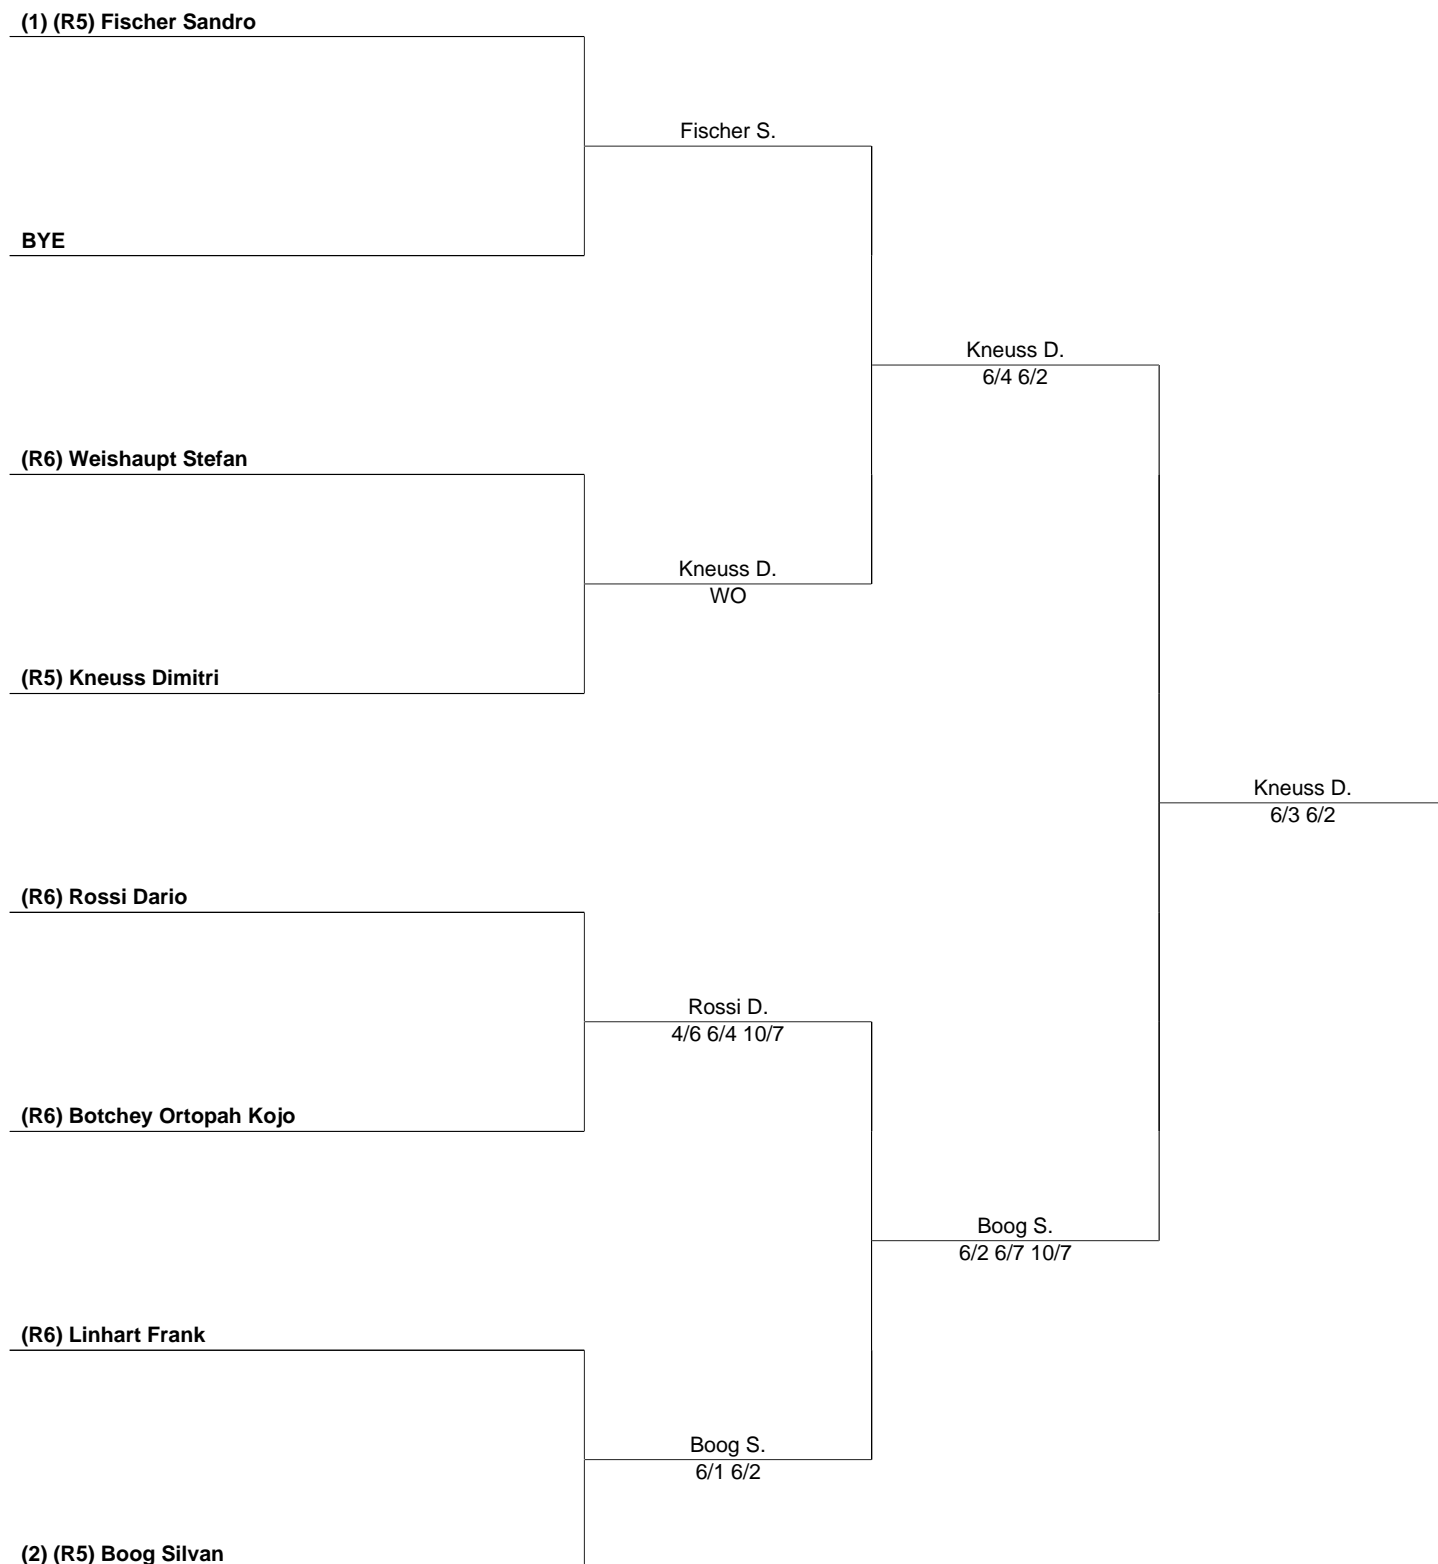 (1) (R5) Fischer Sandro
Fischer S.
BYE
Kneuss D.
6/4 6/2
(R6) Weishaupt Stefan
Kneuss D.
WO
(R5) Kneuss Dimitri
Kneuss D.
6/3 6/2
(R6) Rossi Dario
Rossi D.
4/6 6/4 10/7
(R6) Botchey Ortopah Kojo
Boog S.
6/2 6/7 10/7
(R6) Linhart Frank
Boog S.
6/1 6/2
(2) (R5) Boog Silvan